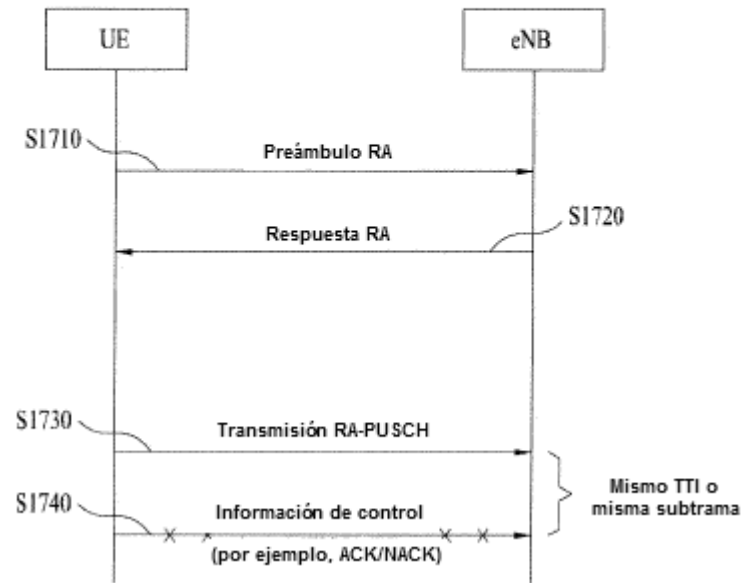 UE
eNB
S1710
Preámbulo RA
S1720
Respuesta RA
S1730
Transmisión RA-PUSCH
S1740
Información de control
(por ejemplo, ACK/NACK)
Mismo TTI o
misma subtrama